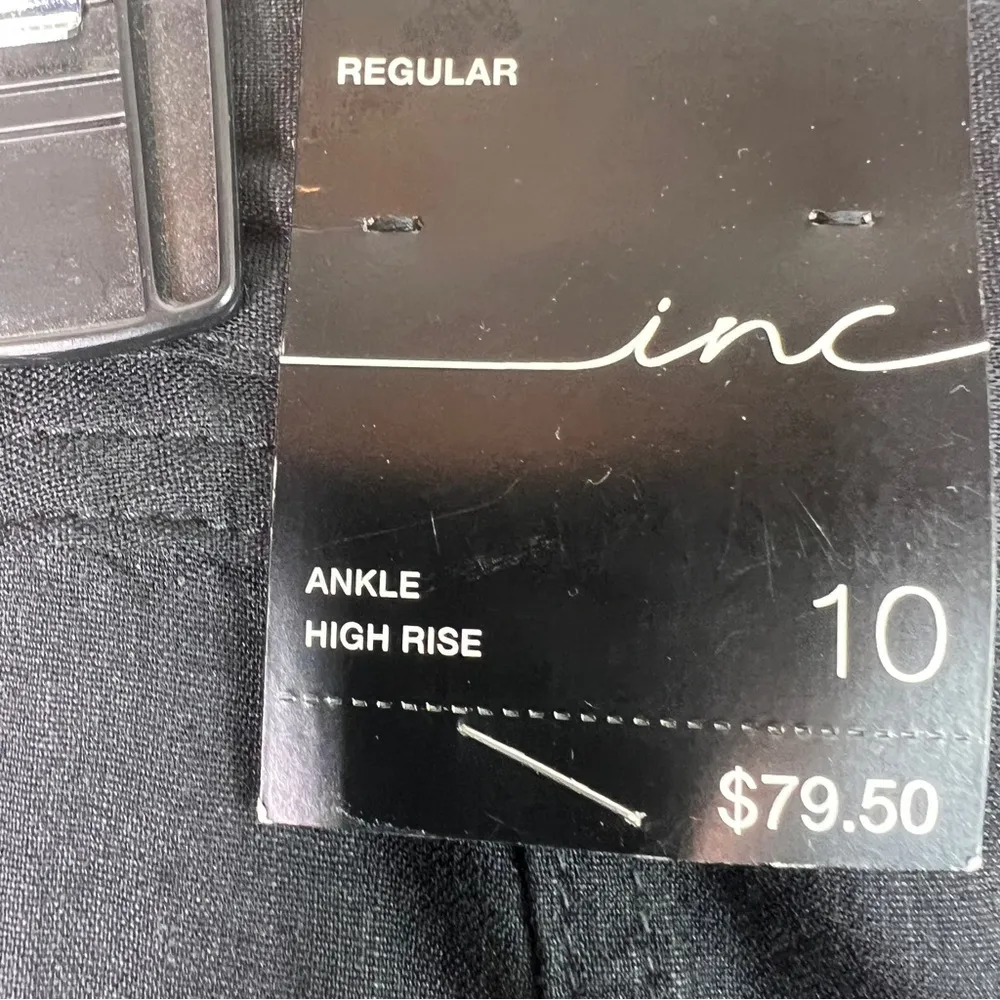 REGULAR
inc
ANKLE
HIGH RISE
10
$79.50